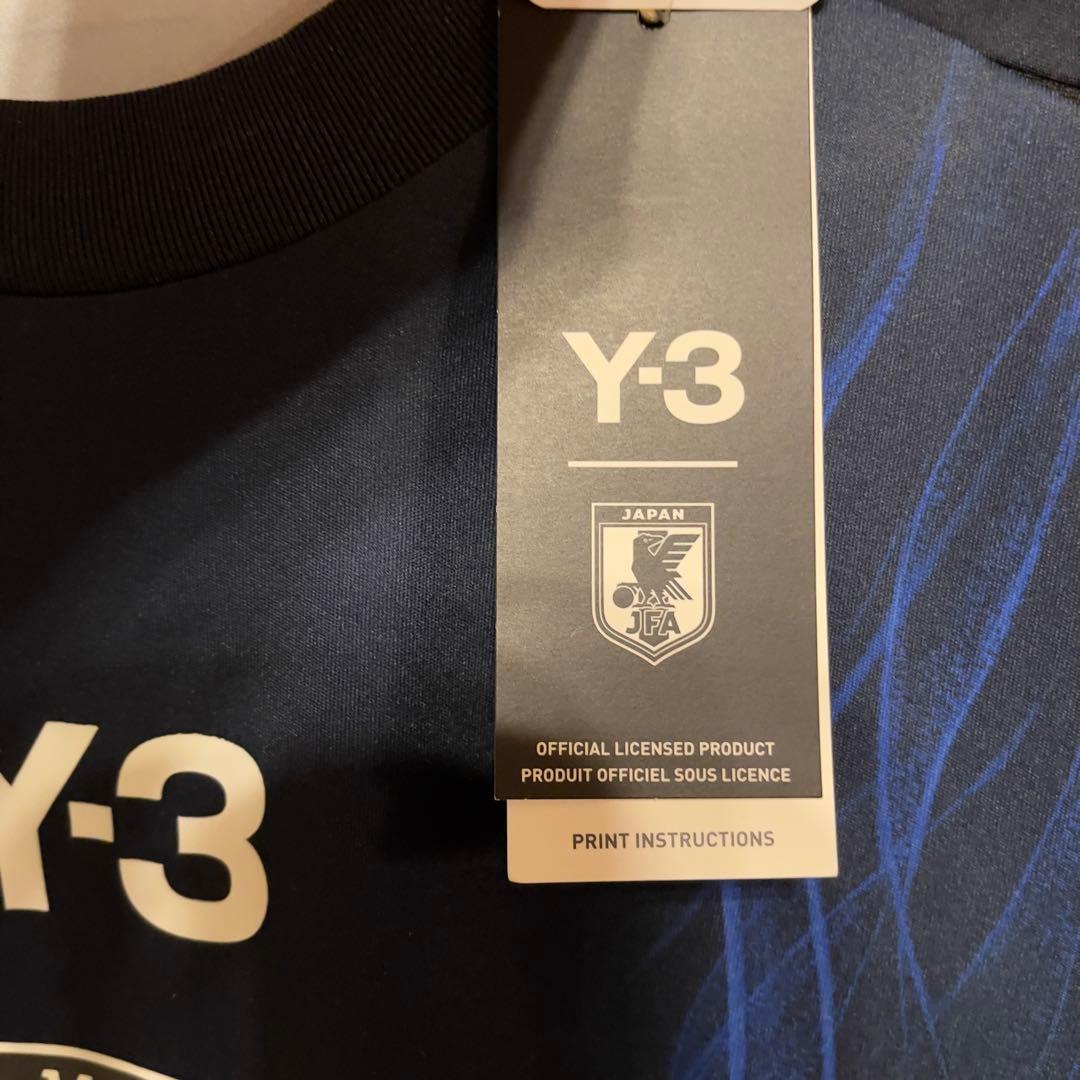 Y-3
JAPAN
JFA
OFFICIAL LICENSED PRODUCT
PRODUIT OFFICIEL SOUS LICENCE
PRINT INSTRUCTIONS
Y-3